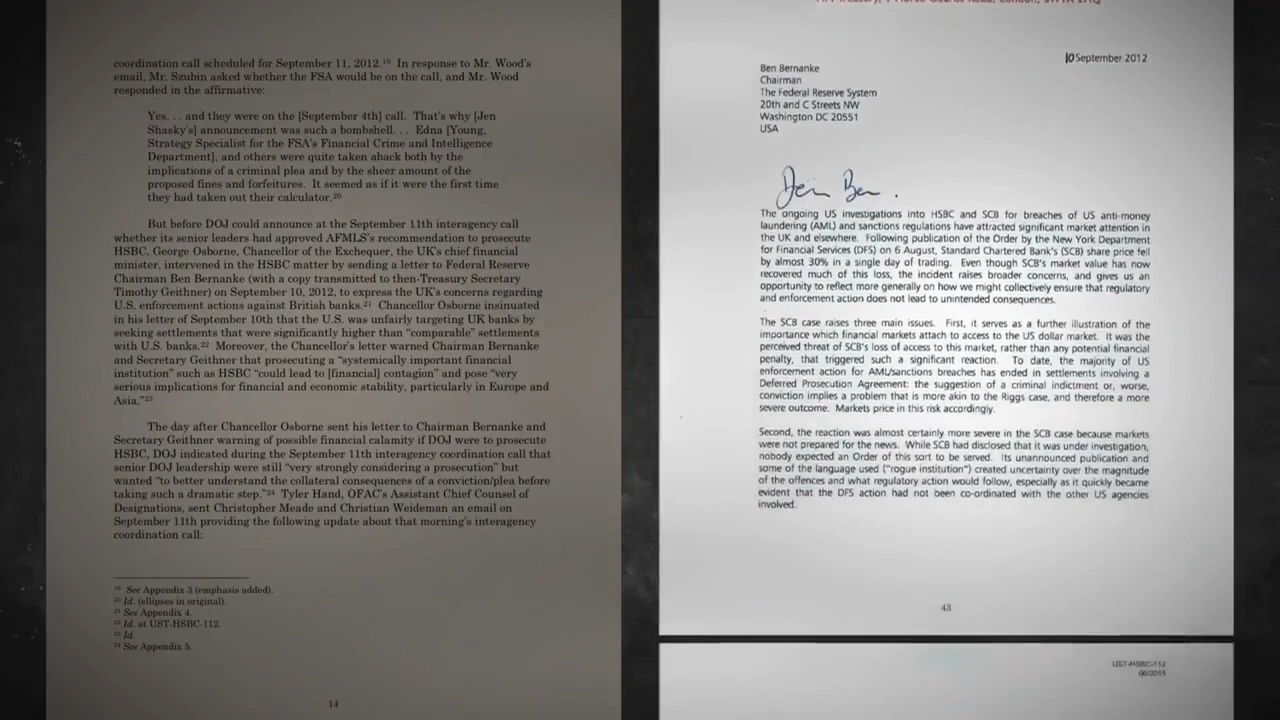 coordination call scheduled for September 11, 2012.¹⁹ In response to Mr. Wood's
email, Mr. Szubin asked whether the FSA would be on the call, and Mr. Wood
responded in the affirmative:
Yes. . . and they were on the [September 4th] call. That's why [Jen
Shasky's] announcement was such a bombshell. . . Edna [Young,
Strategy Specialist for the FSA's Financial Crime and Intelligence
Department], and others were quite taken aback both by the
implications of a criminal plea and by the sheer amount of the
proposed fines and forfeitures. It seemed as if it were the first time
they had taken out their calculator.²⁰
But before DOJ could announce at the September 11th interagency call
whether its senior leaders had approved AFMLS's recommendation to prosecute
HSBC, George Osborne, Chancellor of the Exchequer, the UK's chief financial
minister, intervened in the HSBC matter by sending a letter to Federal Reserve
Chairman Ben Bernanke (with a copy transmitted to then-Treasury Secretary
Timothy Geithner) on September 10, 2012, to express the UK's concerns regarding
U.S. enforcement actions against British banks.²¹ Chancellor Osborne insinuated
in his letter of September 10th that the U.S. was unfairly targeting UK banks by
seeking settlements that were significantly higher than "comparable" settlements
with U.S. banks.²² Moreover, the Chancellor's letter warned Chairman Bernanke
and Secretary Geithner that prosecuting a "systemically important financial
institution" such as HSBC "could lead to [financial] contagion" and pose "very
serious implications for financial and economic stability, particularly in Europe and
Asia."²³
The day after Chancellor Osborne sent his letter to Chairman Bernanke and
Secretary Geithner warning of possible financial calamity if DOJ were to prosecute
HSBC, DOJ indicated during the September 11th interagency coordination call that
senior DOJ leadership were still "very strongly considering a prosecution" but
wanted "to better understand the collateral consequences of a conviction/plea before
taking such a dramatic step."²⁴ Tyler Hand, OFAC's Assistant Chief Counsel of
Designations, sent Christopher Meade and Christian Weideman an email on
September 11th providing the following update about that morning's interagency
coordination call:
¹⁹ See Appendix 3 (emphasis added).
²⁰ Id. (ellipses in original).
²¹ See Appendix 4.
²² Id. at UST-HSBC-112.
²³ Id.
²⁴ See Appendix 5.
14
10 September 2012
Ben Bernanke
Chairman
The Federal Reserve System
20th and C Streets NW
Washington DC 20551
USA
Dear Ben.
The ongoing US investigations into HSBC and SCB for breaches of US anti-money
laundering (AML) and sanctions regulations have attracted significant market attention in
the UK and elsewhere. Following publication of the Order by the New York Department
for Financial Services (DFS) on 6 August, Standard Chartered Bank's (SCB) share price fell
by almost 30% in a single day of trading. Even though SCB's market value has now
recovered much of this loss, the incident raises broader concerns, and gives us an
opportunity to reflect more generally on how we might collectively ensure that regulatory
and enforcement action does not lead to unintended consequences.
The SCB case raises three main issues. First, it serves as a further illustration of the
importance which financial markets attach to access to the US dollar market. It was the
perceived threat of SCB's loss of access to this market, rather than any potential financial
penalty, that triggered such a significant reaction. To date, the majority of US
enforcement action for AML/sanctions breaches has ended in settlements involving a
Deferred Prosecution Agreement: the suggestion of a criminal indictment or, worse,
conviction implies a problem that is more akin to the Riggs case, and therefore a more
severe outcome. Markets price in this risk accordingly.
Second, the reaction was almost certainly more severe in the SCB case because markets
were not prepared for the news. While SCB had disclosed that it was under investigation,
nobody expected an Order of this sort to be served. Its unannounced publication and
some of the language used ("rogue institution") created uncertainty over the magnitude
of the offences and what regulatory action would follow, especially as it quickly became
evident that the DFS action had not been co-ordinated with the other US agencies
involved.
43
UST-HSBC-112